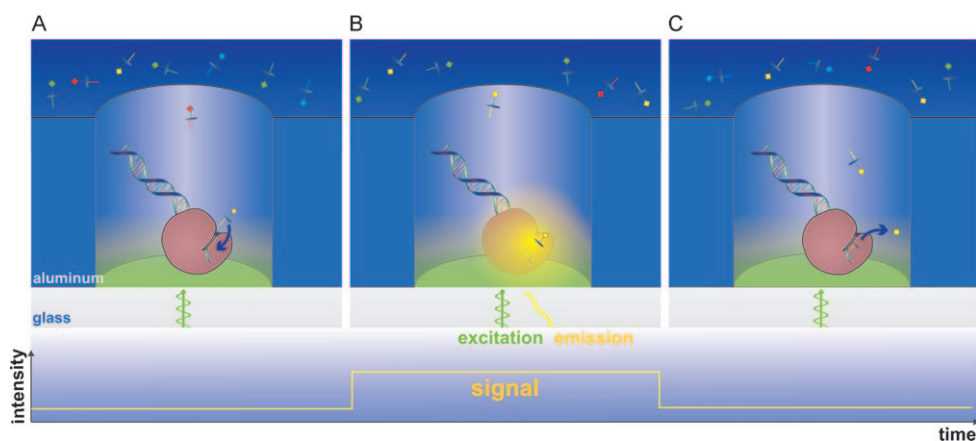 A
B
C
aluminum
glass
excitation emission
intensity
signal
time